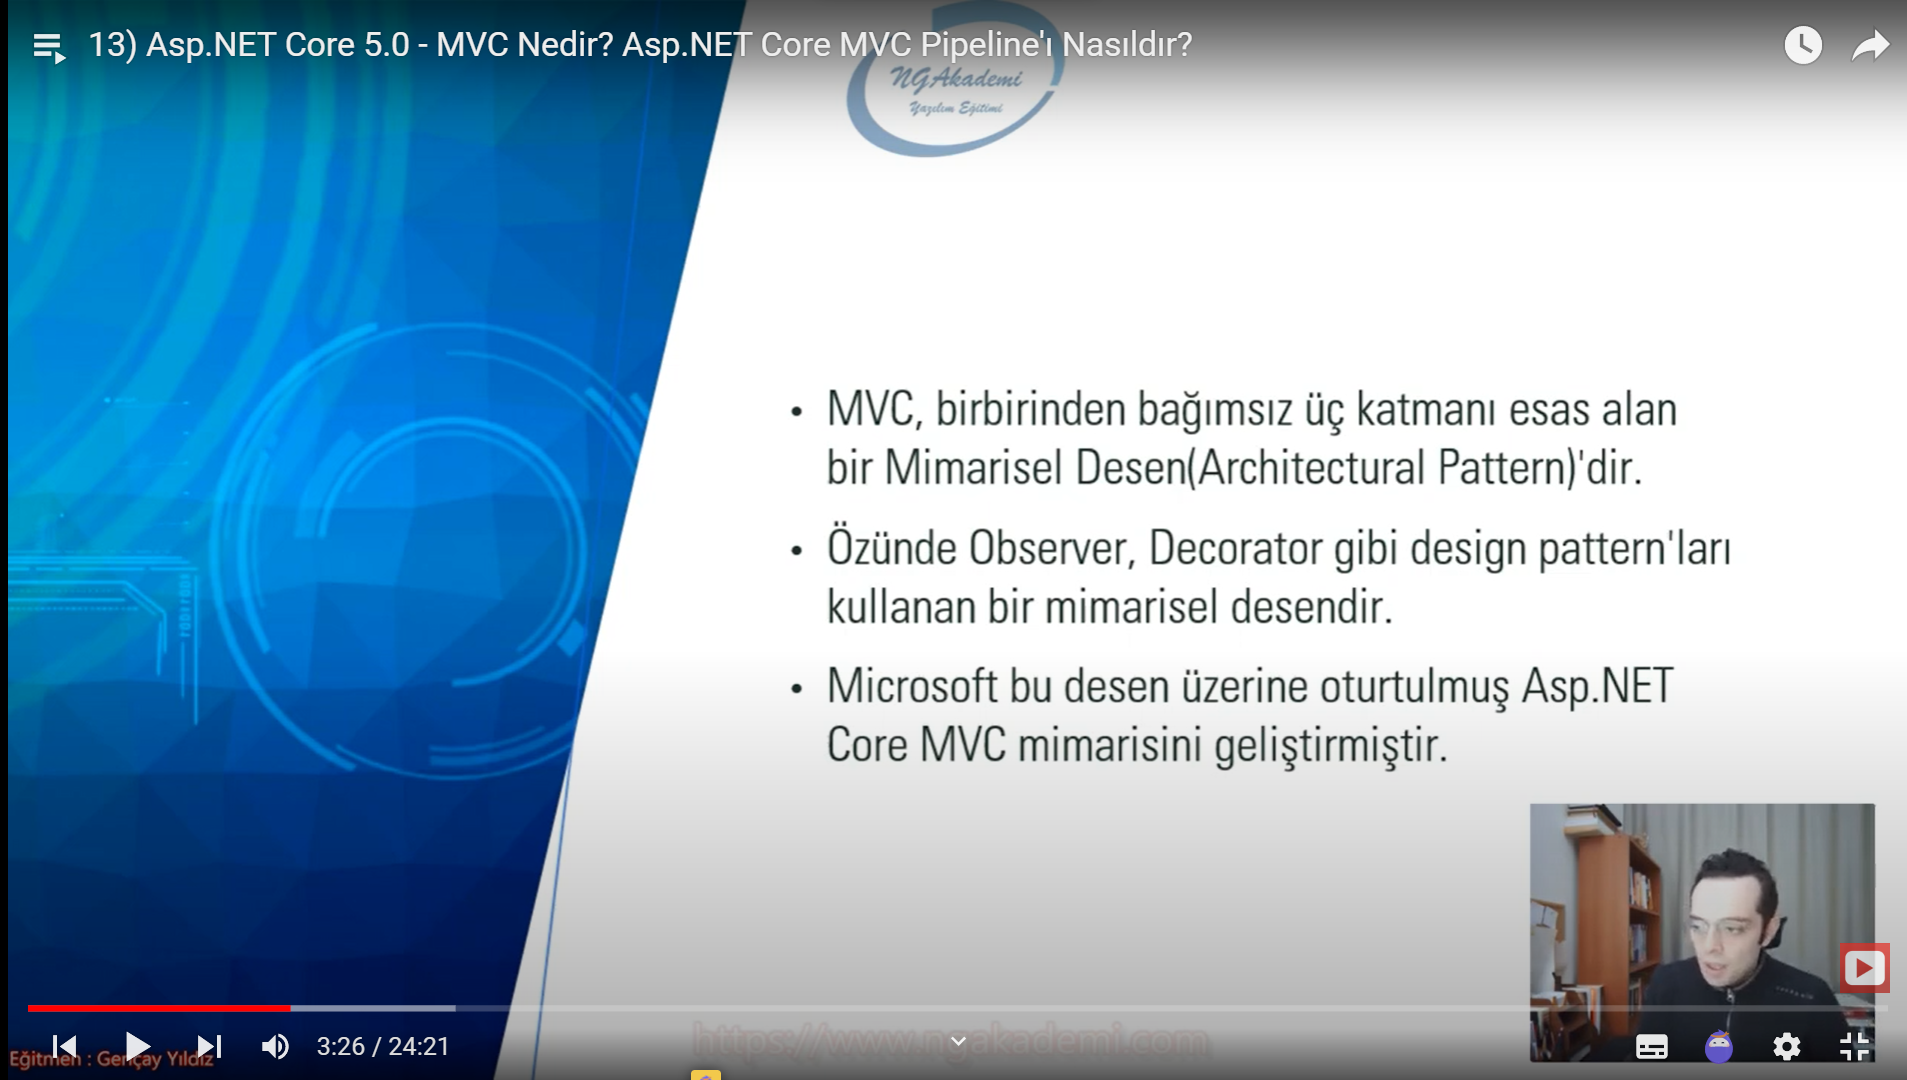 13) Asp.NET Core 5.0 - MVC Nedir? Asp.NET Core MVC Pipeline'ı Nasıldır?
NGAkademi
Yazılım Eğitimi
• MVC, birbirinden bağımsız üç katmanı esas alan
bir Mimarisel Desen(Architectural Pattern)'dir.
• Özünde Observer, Decorator gibi design pattern'ları
kullanan bir mimarisel desendir.
• Microsoft bu desen üzerine oturtulmuş Asp.NET
Core MVC mimarisini geliştirmiştir.
https://www.ngakademi.com
3:26 / 24:21
Eğitmen : Gençay Yıldız